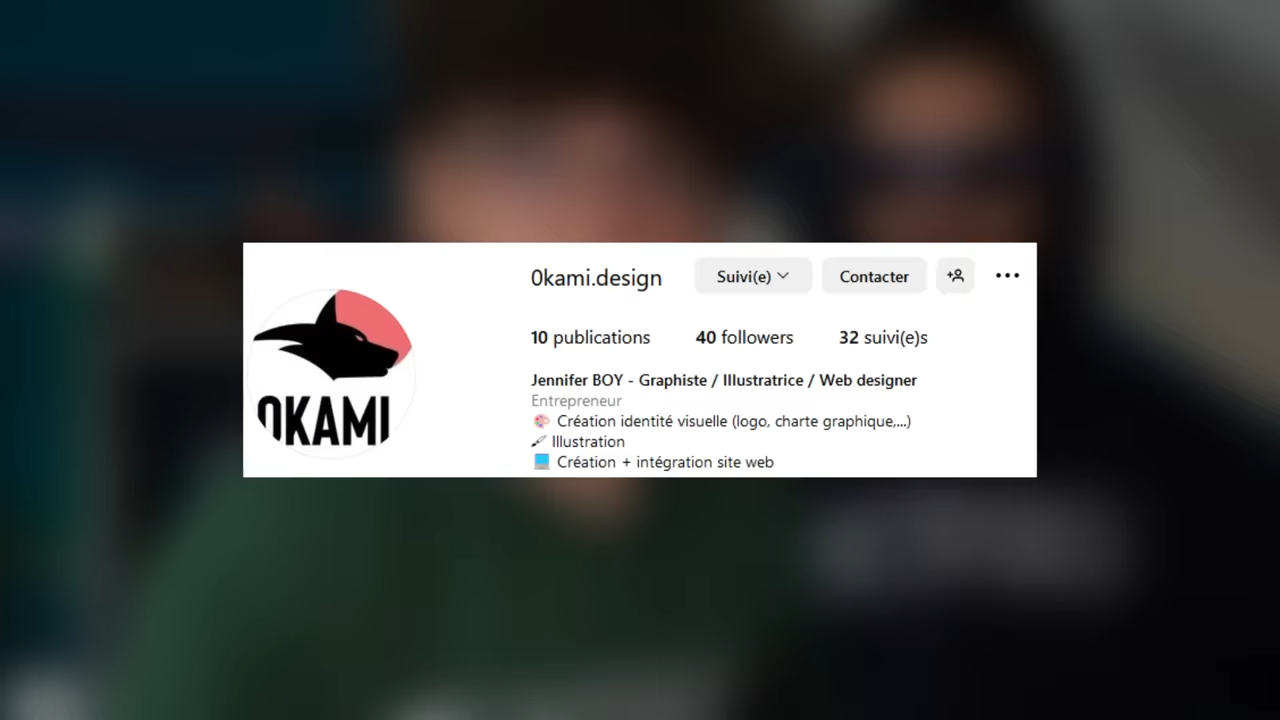 0kami.design Suivi(e) Contacter
10 publications 40 followers 32 suivi(e)s
Jennifer BOY - Graphiste / Illustratrice / Web designer
Entrepreneur
🎨 Création identité visuelle (logo, charte graphique,...)
🖌 Illustration
💻 Création + intégration site web
OKAMI